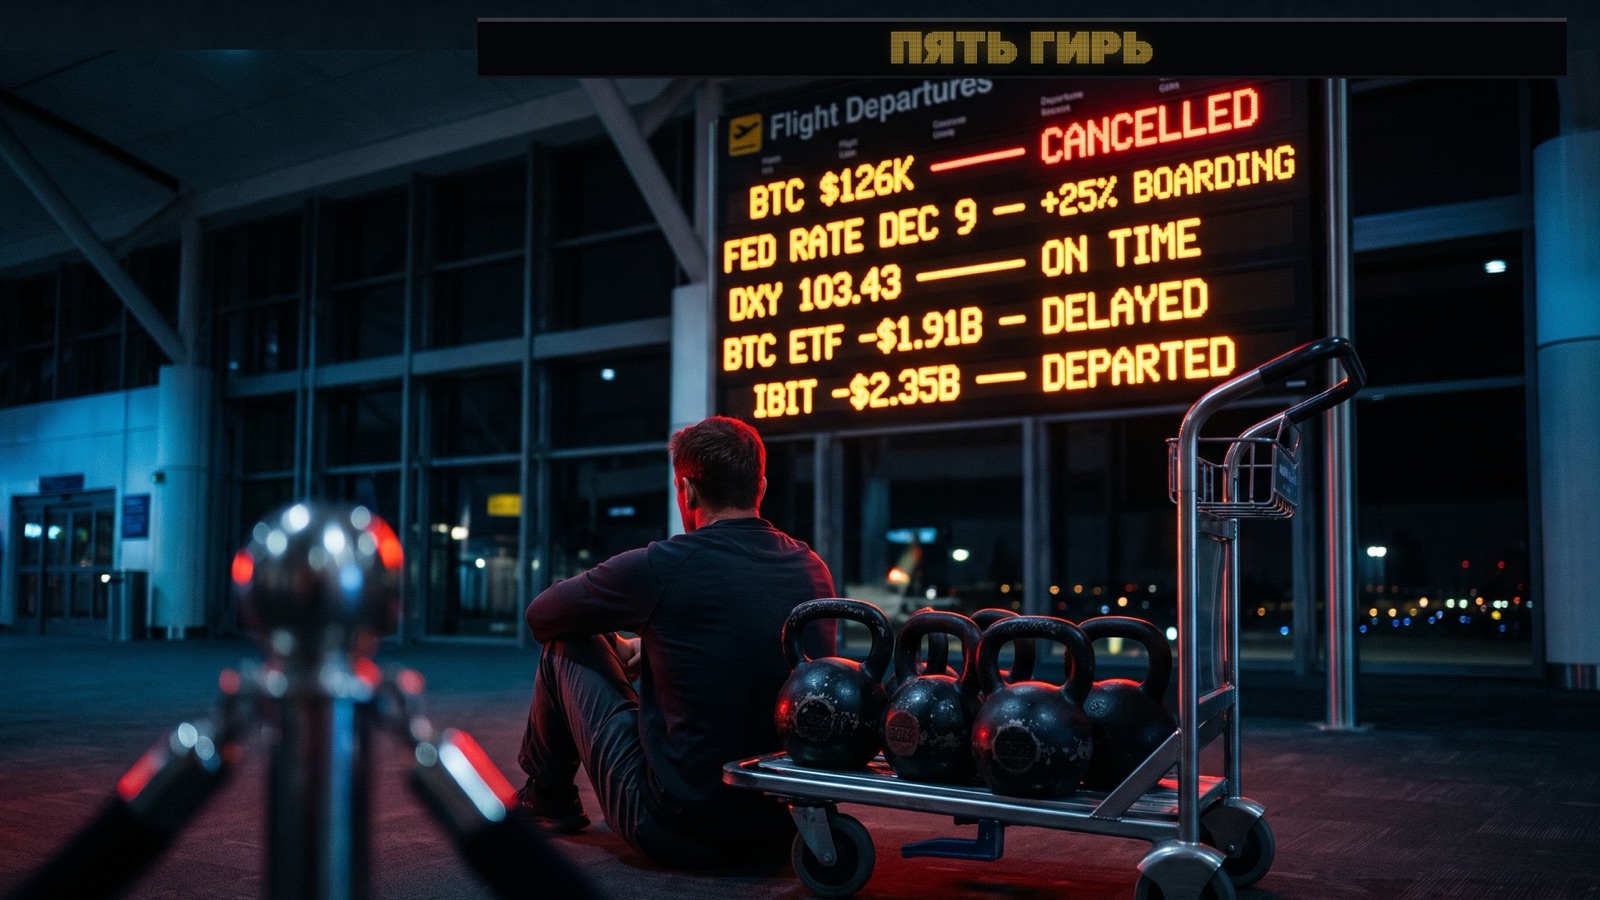 ПЯТЬ ГИРЬ
Flight Departures
BTC $126K — CANCELLED
FED RATE DEC 9 — +25% BOARDING
DXY 103.43 — ON TIME
BTC ETF -$1.91B — DELAYED
IBIT -$2.35B — DEPARTED